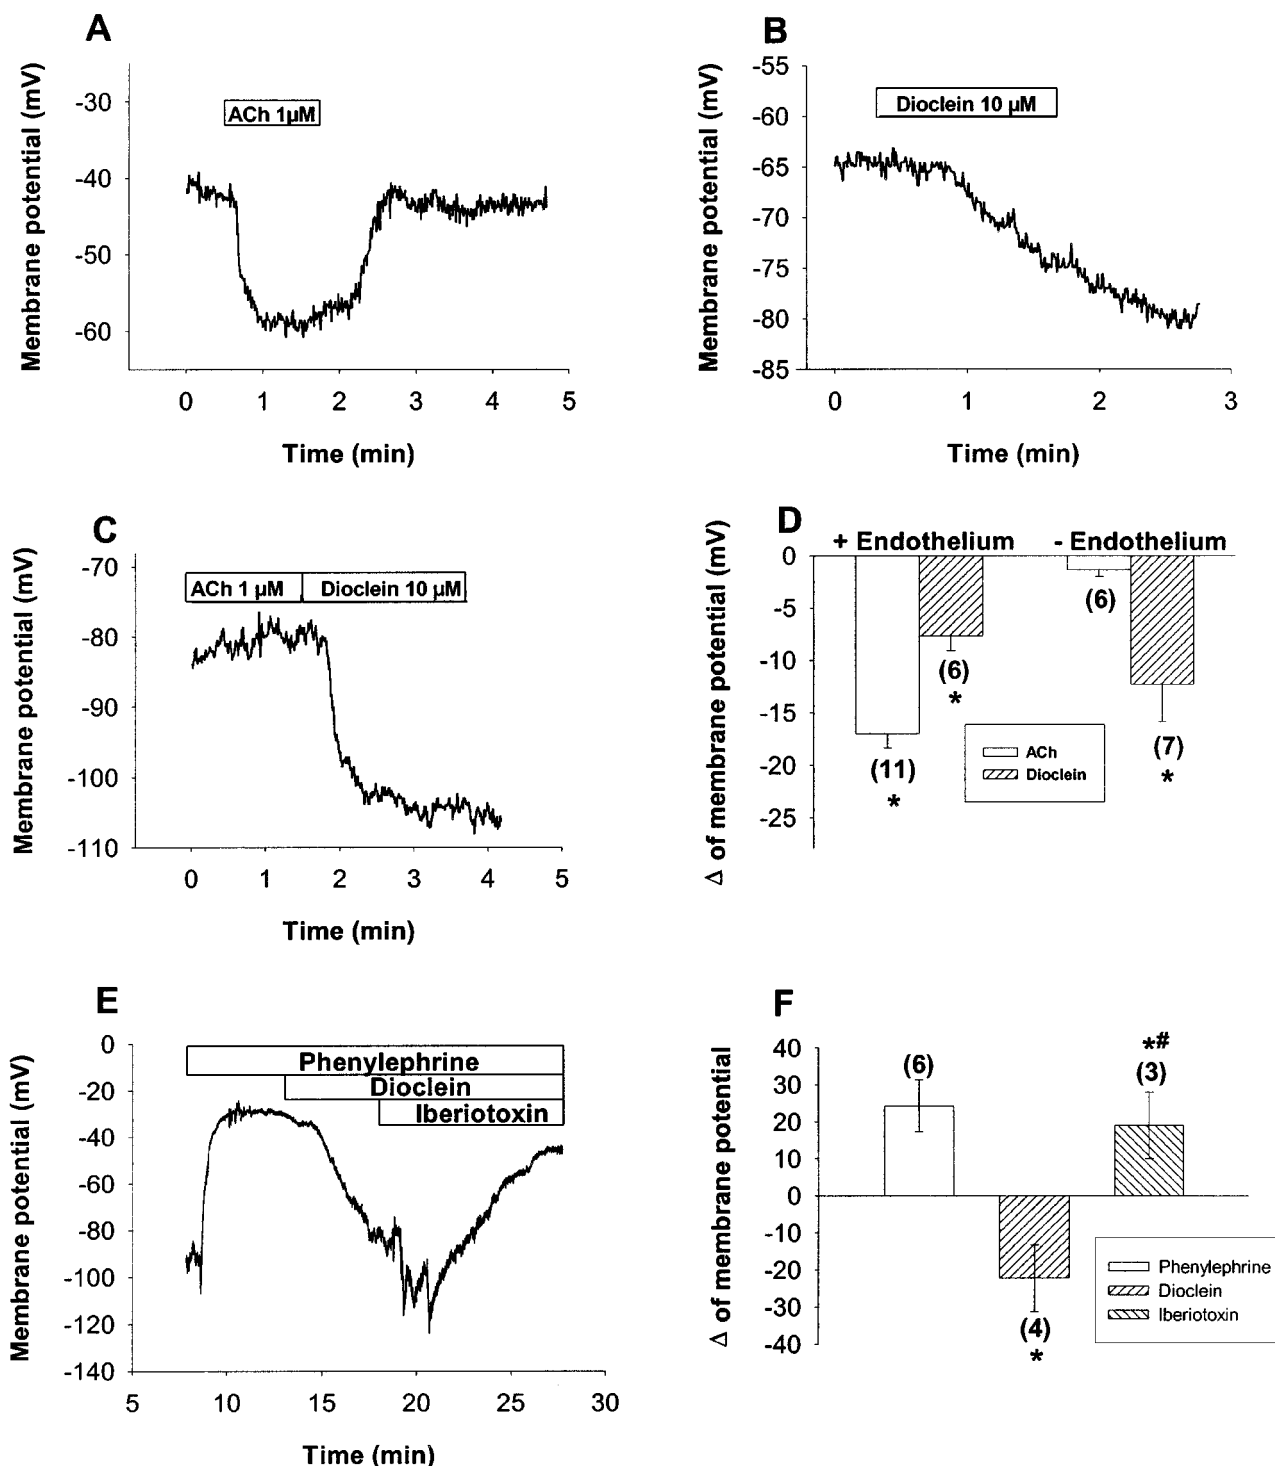 A
Membrane potential (mV)
-30
-40
-50
-60
ACh 1µM
0 1 2 3 4 5
Time (min)
B
Membrane potential (mV)
-55
-60
-65
-70
-75
-80
-85
Dioclein 10 µM
0 1 2 3
Time (min)
C
Membrane potential (mV)
-70
-80
-90
-100
-110
ACh 1 µM
Dioclein 10 µM
0 1 2 3 4 5
Time (min)
D
Δ of membrane potential (mV)
+ Endothelium
- Endothelium
0
-5
-10
-15
-20
-25
(11)
*
(6)
*
(6)
(7)
*
ACh
Dioclein
E
Membrane potential (mV)
0
-20
-40
-60
-80
-100
-120
-140
Phenylephrine
Dioclein
Iberiotoxin
5 10 15 20 25 30
Time (min)
F
Δ of membrane potential
40
30
20
10
0
-10
-20
-30
-40
(6)
(4)
*
*#
(3)
Phenylephrine
Dioclein
Iberiotoxin